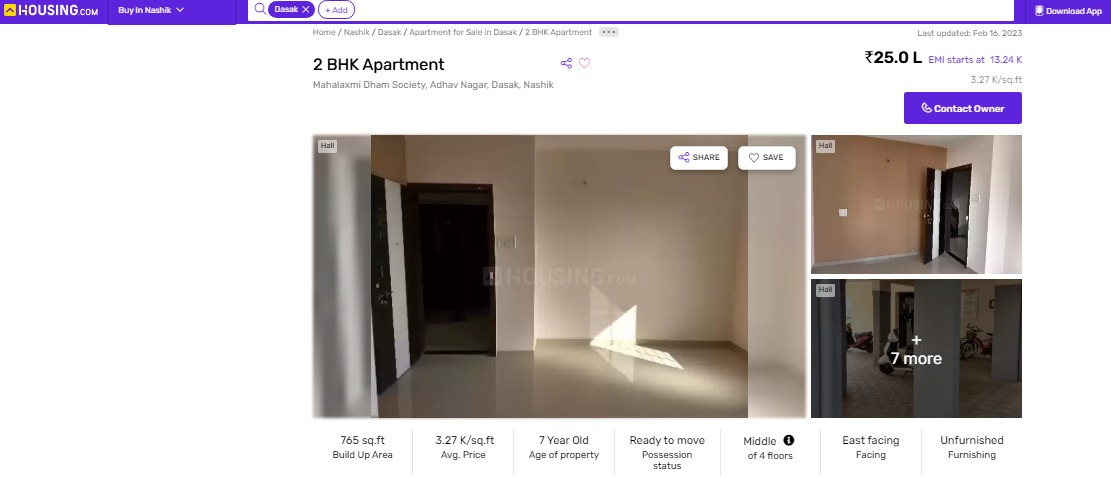 HOUSING.COM
Buy In Nashik
Dasak
+ Add
Download App
Home / Nashik / Dasak / Apartment for Sale in Dasak / 2 BHK Apartment
Last updated: Feb 16, 2023
2 BHK Apartment
₹25.0 L EMI starts at 13.24 K
Mahalaxmi Dham Society, Adhav Nagar, Dasak, Nashik
3.27 K/sq.ft
Contact Owner
Hall
SHARE
SAVE
HOUSING.COM
Hall
HOUSING
Hall
+
7 more
765 sq.ft
Build Up Area
3.27 K/sq.ft
Avg. Price
7 Year Old
Age of property
Ready to move
Possession
status
Middle
of 4 floors
East facing
Facing
Unfurnished
Furnishing